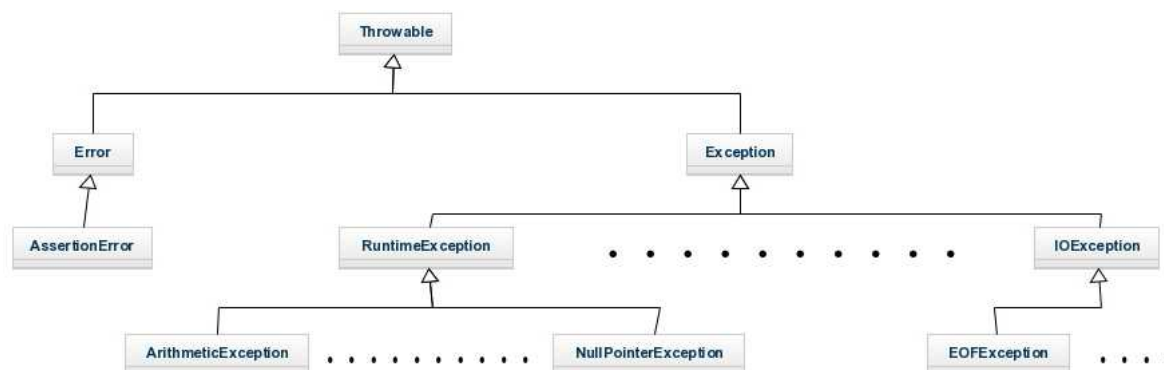 Throwable
Error
Exception
AssertionError
RuntimeException
IOException
ArithmeticException
NullPointerException
EOFException